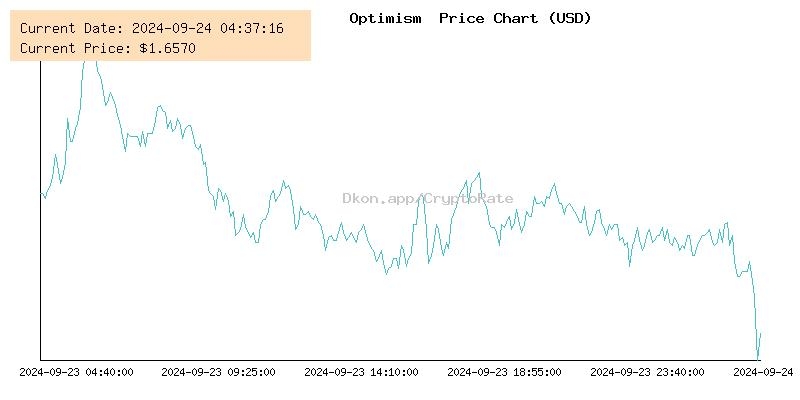 Optimism  Price Chart (USD)
Current Date: 2024-09-24 04:37:16
Current Price: $1.6570
Dkon.app/CryptoRate
2024-09-23 04:40:00 2024-09-23 09:25:00 2024-09-23 14:10:00 2024-09-23 18:55:00 2024-09-23 23:40:00 2024-09-24